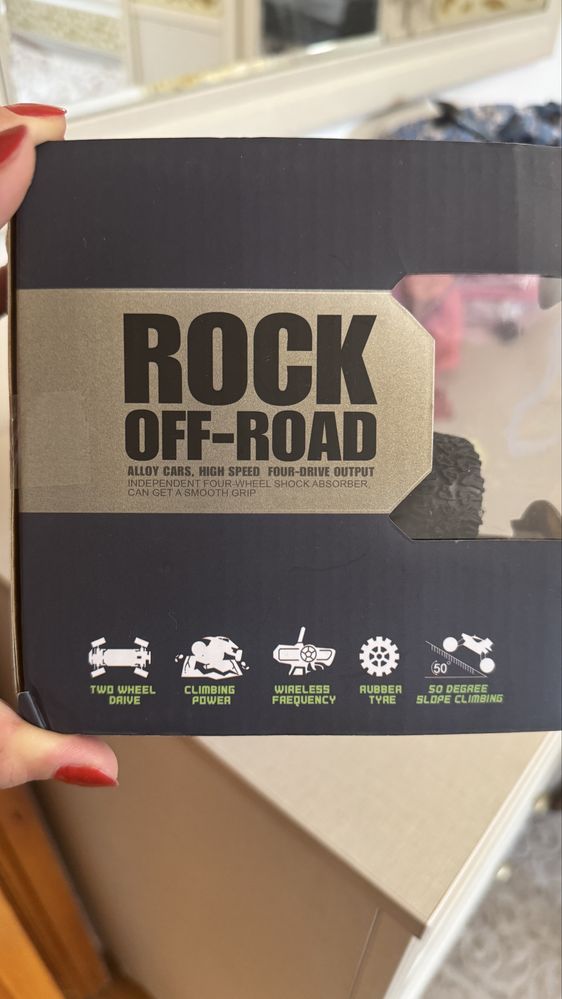 ROCK
OFF-ROAD
ALLOY CARS, HIGH SPEED FOUR-DRIVE OUTPUT
INDEPENDENT FOUR-WHEEL SHOCK ABSORBER,
CAN GET A SMOOTH GRIP
50
TWO WHEEL
DRIVE
CLIMBING
POWER
WIRELESS
FREQUENCY
RUBBER
TYRE
50 DEGREE
SLOPE CLIMBING